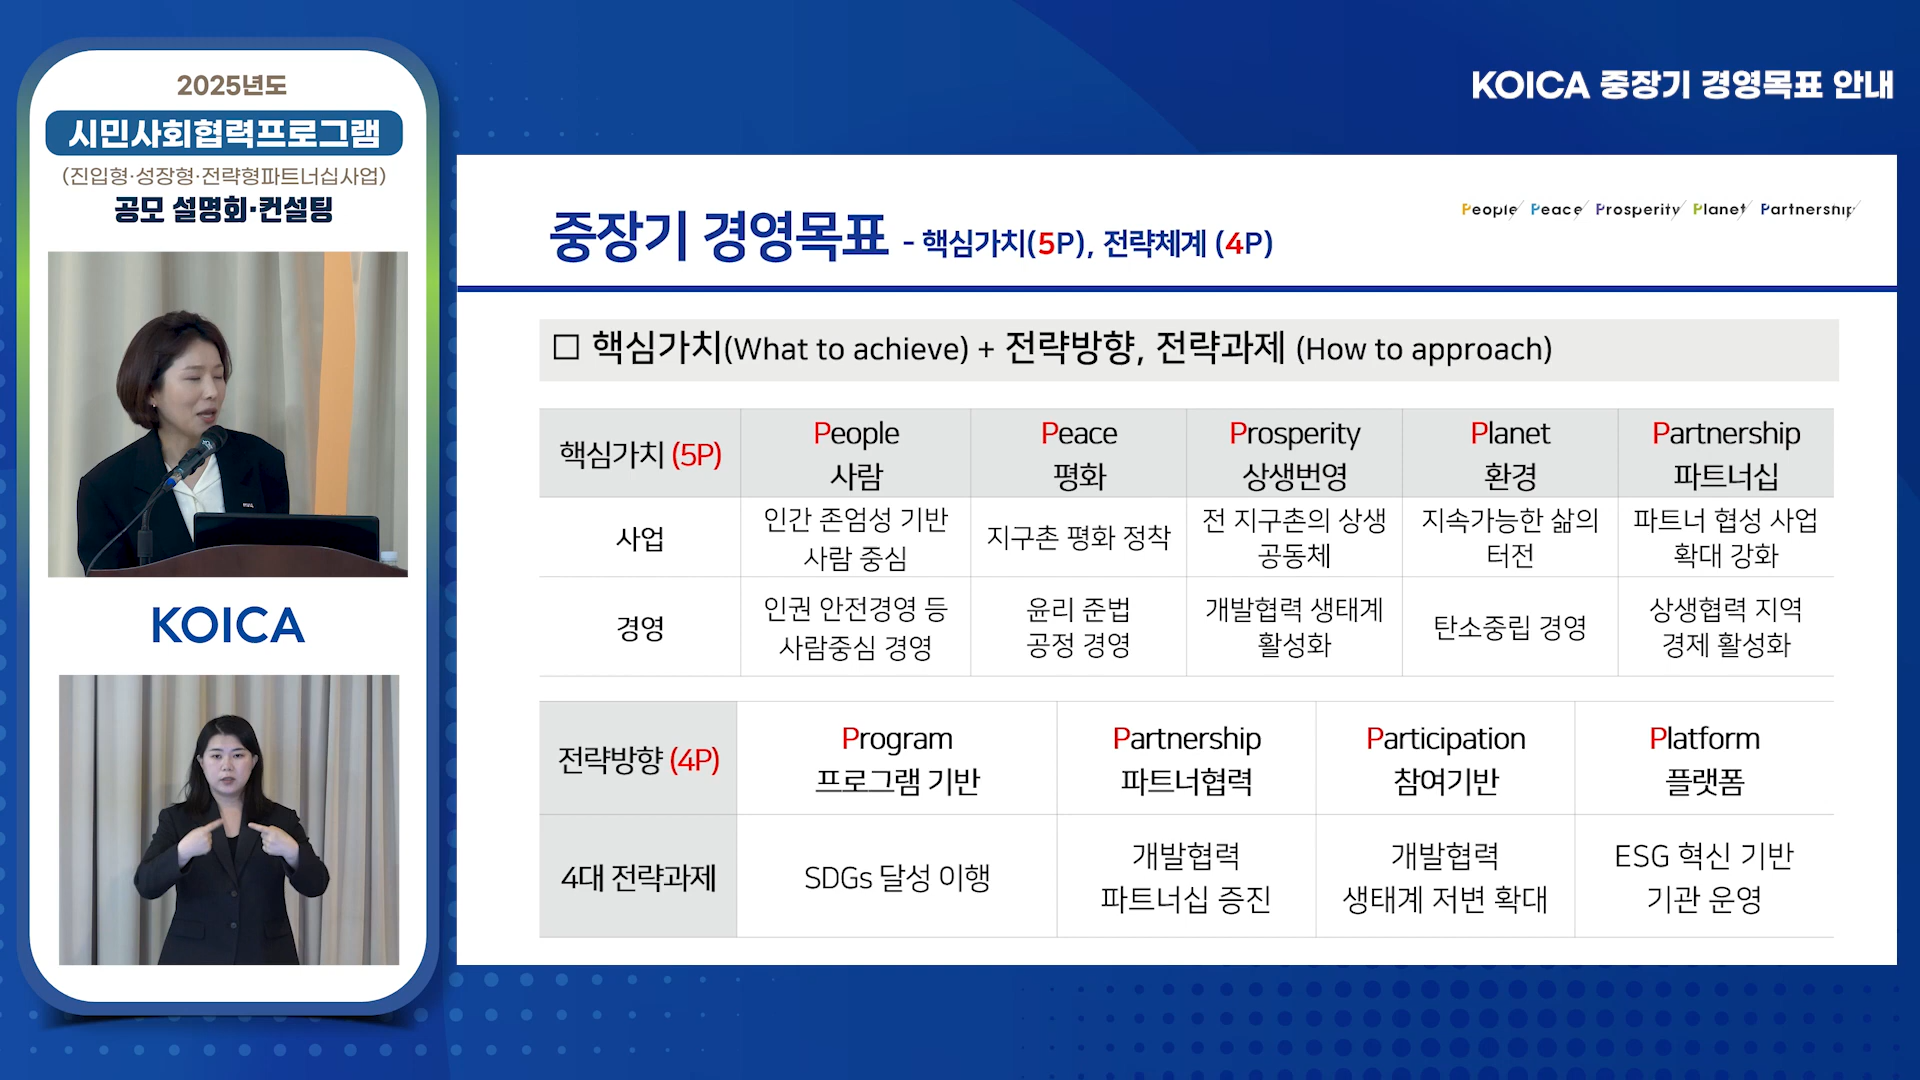 2025년도
시민사회협력프로그램
(진입형·성장형·전략형파트너십사업)
공모 설명회·컨설팅
KOICA
KOICA 중장기 경영목표 안내
People Peace Prosperity Planet Partnership
중장기 경영목표 - 핵심가치(5P), 전략체계 (4P)
□ 핵심가치(What to achieve) + 전략방향, 전략과제 (How to approach)
핵심가치 (5P)
People
사람
Peace
평화
Prosperity
상생번영
Planet
환경
Partnership
파트너십
사업
인간 존엄성 기반
사람 중심
지구촌 평화 정착
전 지구촌의 상생
공동체
지속가능한 삶의
터전
파트너 협성 사업
확대 강화
경영
인권 안전경영 등
사람중심 경영
윤리 준법
공정 경영
개발협력 생태계
활성화
탄소중립 경영
상생협력 지역
경제 활성화
전략방향 (4P)
Program
프로그램 기반
Partnership
파트너협력
Participation
참여기반
Platform
플랫폼
4대 전략과제
SDGs 달성 이행
개발협력
파트너십 증진
개발협력
생태계 저변 확대
ESG 혁신 기반
기관 운영